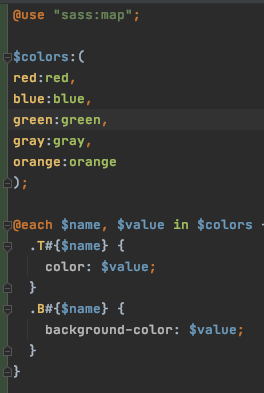 @use "sass:map";
$colors:(
red:red,
blue:blue,
green:green,
gray:gray,
orange:orange
);
@each $name, $value in $colors
.T#{$name} {
color: $value;
}
.B#{$name} {
background-color: $value;
}
}